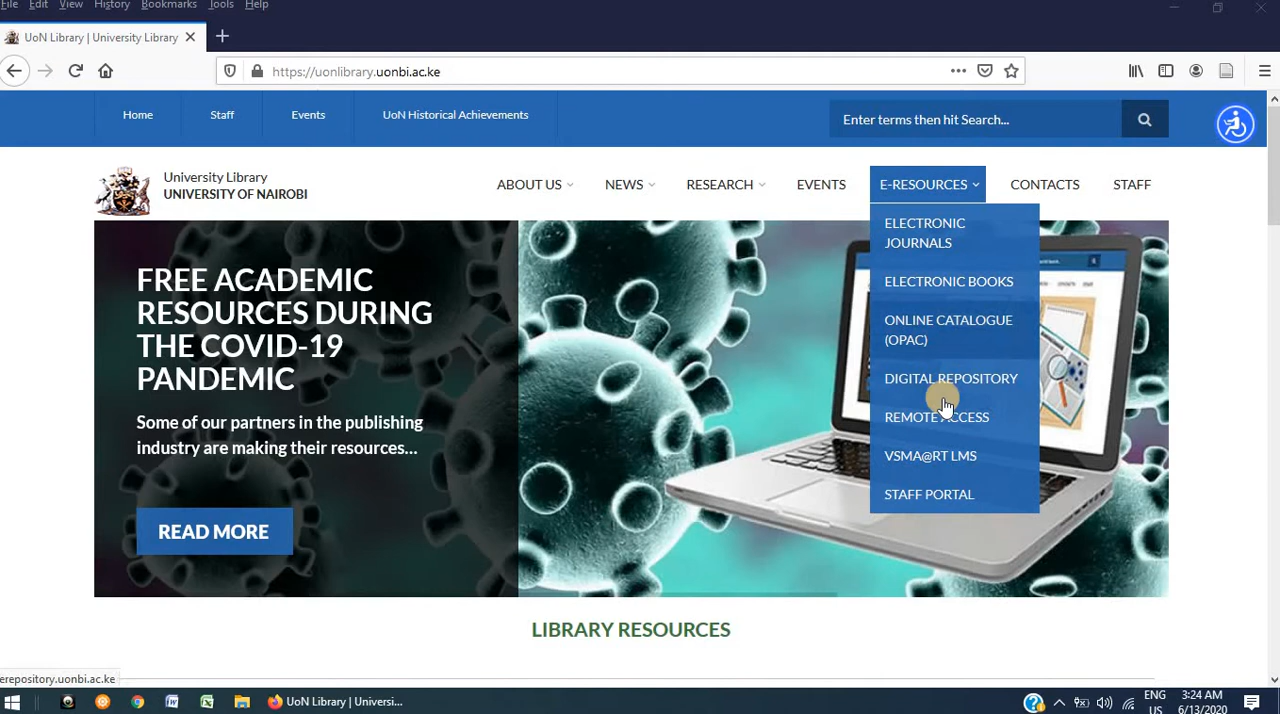 File Edit View History Bookmarks Tools Help
UoN Library | University Library
https://uonlibrary.uonbi.ac.ke
Home Staff Events UoN Historical Achievements
Enter terms then hit Search...
University Library
UNIVERSITY OF NAIROBI
ABOUT US NEWS RESEARCH EVENTS E-RESOURCES CONTACTS STAFF
ELECTRONIC
JOURNALS
ELECTRONIC BOOKS
ONLINE CATALOGUE
(OPAC)
DIGITAL REPOSITORY
REMOTE ACCESS
VSMA@RT LMS
STAFF PORTAL
FREE ACADEMIC
RESOURCES DURING
THE COVID-19
PANDEMIC
Some of our partners in the publishing
industry are making their resources...
READ MORE
LIBRARY RESOURCES
erepository.uonbi.ac.ke
UoN Library | Universi...
ENG
US
3:24 AM
6/13/2020